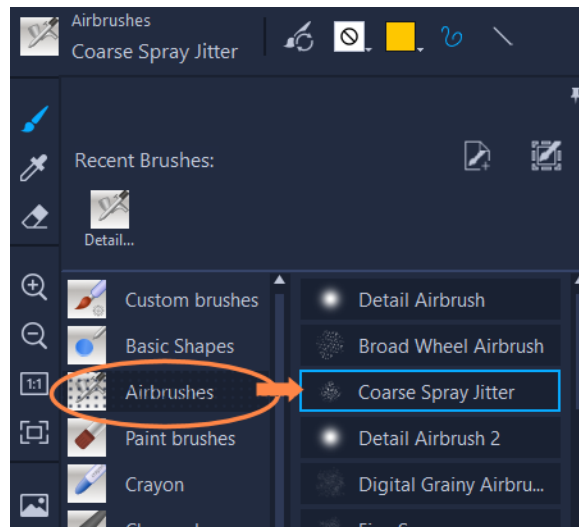 Airbrushes
Coarse Spray Jitter
Recent Brushes:
Detail...
Custom brushes
Basic Shapes
1:1
Airbrushes
Paint brushes
Crayon
Detail Airbrush
Broad Wheel Airbrush
Coarse Spray Jitter
Detail Airbrush 2
Digital Grainy Airbru...